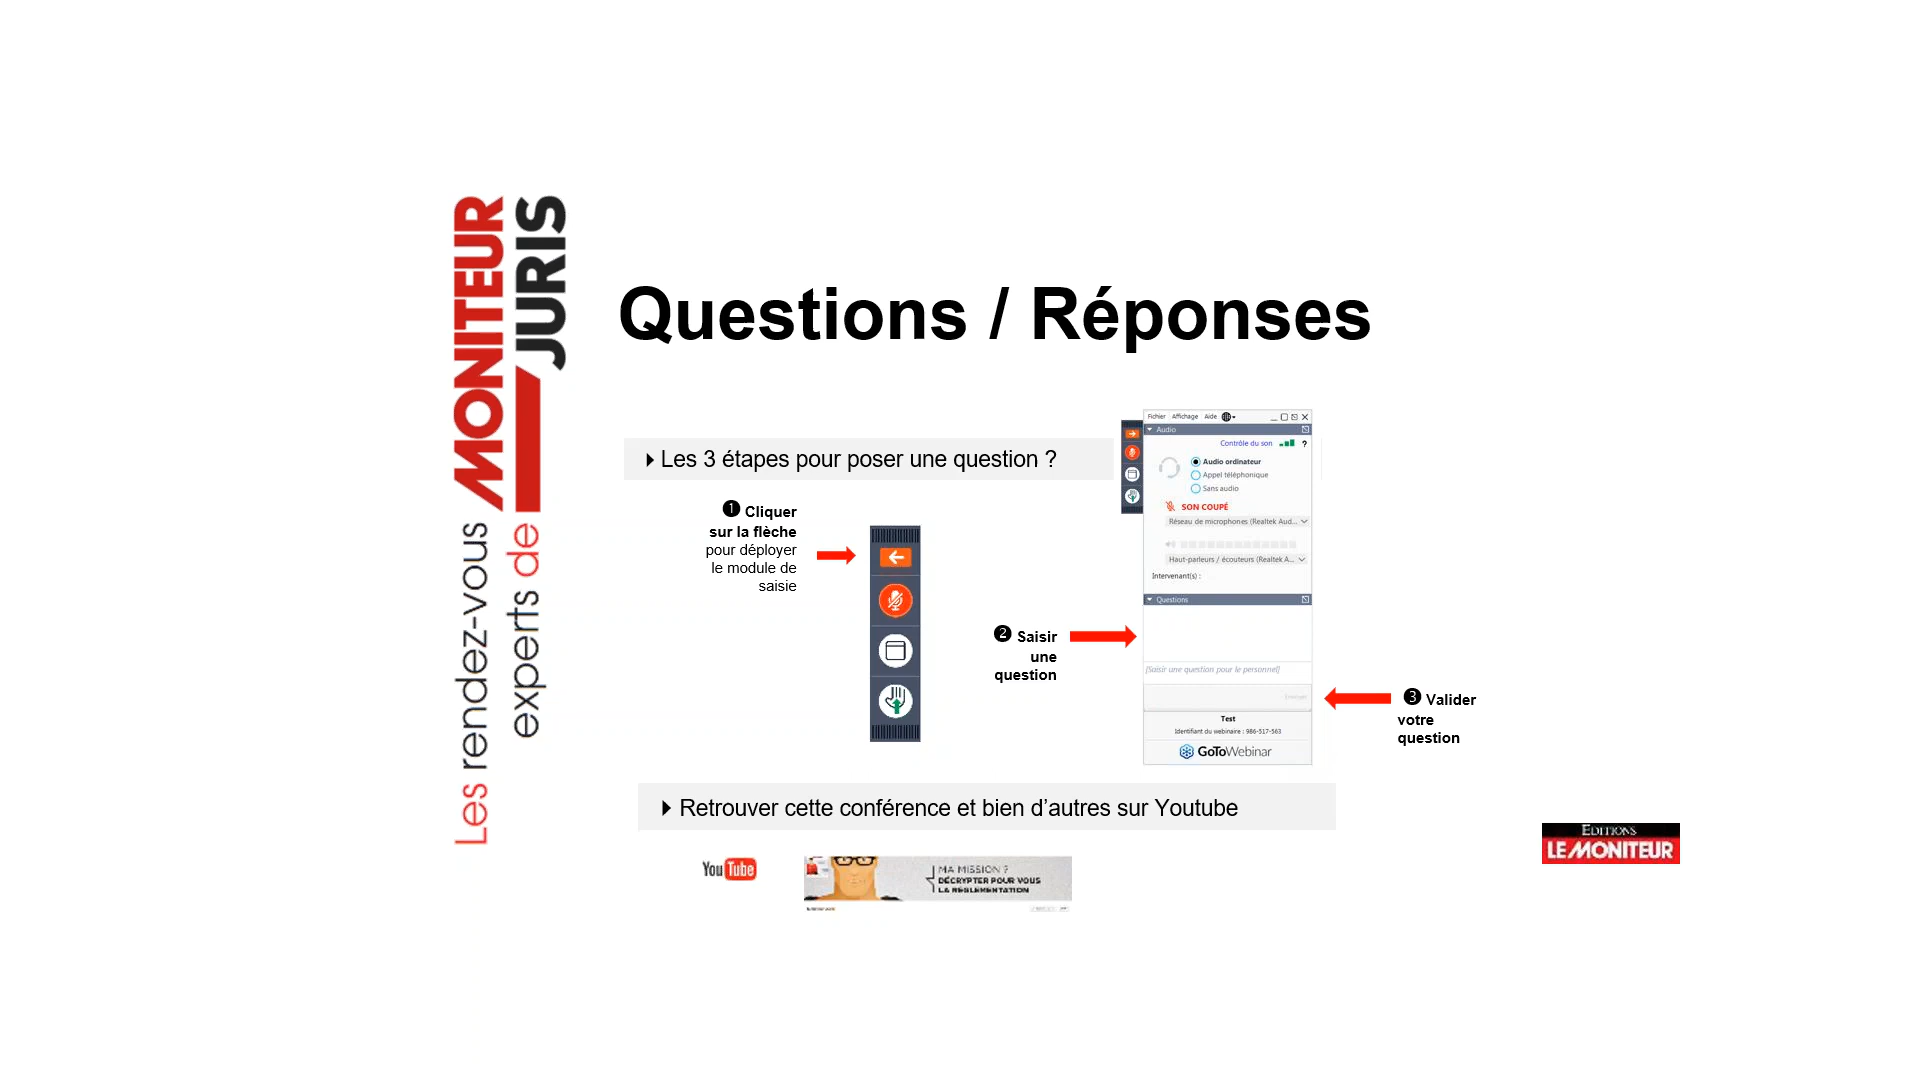 Les rendez-vous MONITEUR
experts de JURIS
Questions / Réponses
Les 3 étapes pour poser une question ?
❶ Cliquer
sur la flèche
pour déployer
le module de
saisie
❷ Saisir
une
question
Fichier Affichage Aide
Audio
Contrôle du son ?
Audio ordinateur
Appel téléphonique
Sans audio
SON COUPÉ
Réseau de microphones (Realtek Aud...
Haut-parleurs / écouteurs (Realtek A...
Intervenant(s) :
Questions
[Saisir une question pour le personnel]
Test
Identifiant du webinaire : 986-517-563
GoToWebinar
❸ Valider
votre
question
Retrouver cette conférence et bien d’autres sur Youtube
YouTube
MA MISSION ?
DÉCRYPTER POUR VOUS
LA RÉGLEMENTATION
EDITIONS
LE MONITEUR